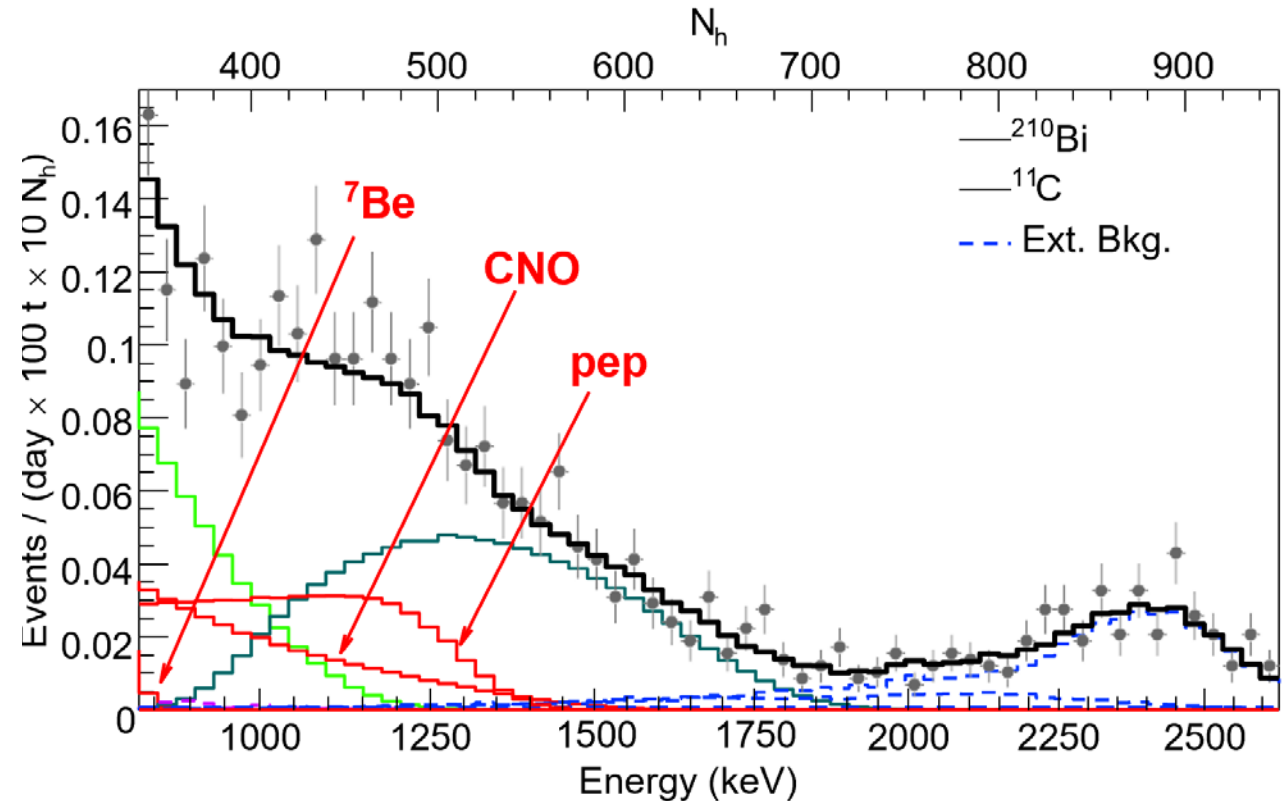 N_h
400 500 600 700 800 900
Events / (day × 100 t × 10 N_h)
0.16
0.14
0.12
0.1
0.08
0.06
0.04
0.02
0
²¹⁰Bi
¹¹C
Ext. Bkg.
⁷Be
CNO
pep
1000 1250 1500 1750 2000 2250 2500
Energy (keV)